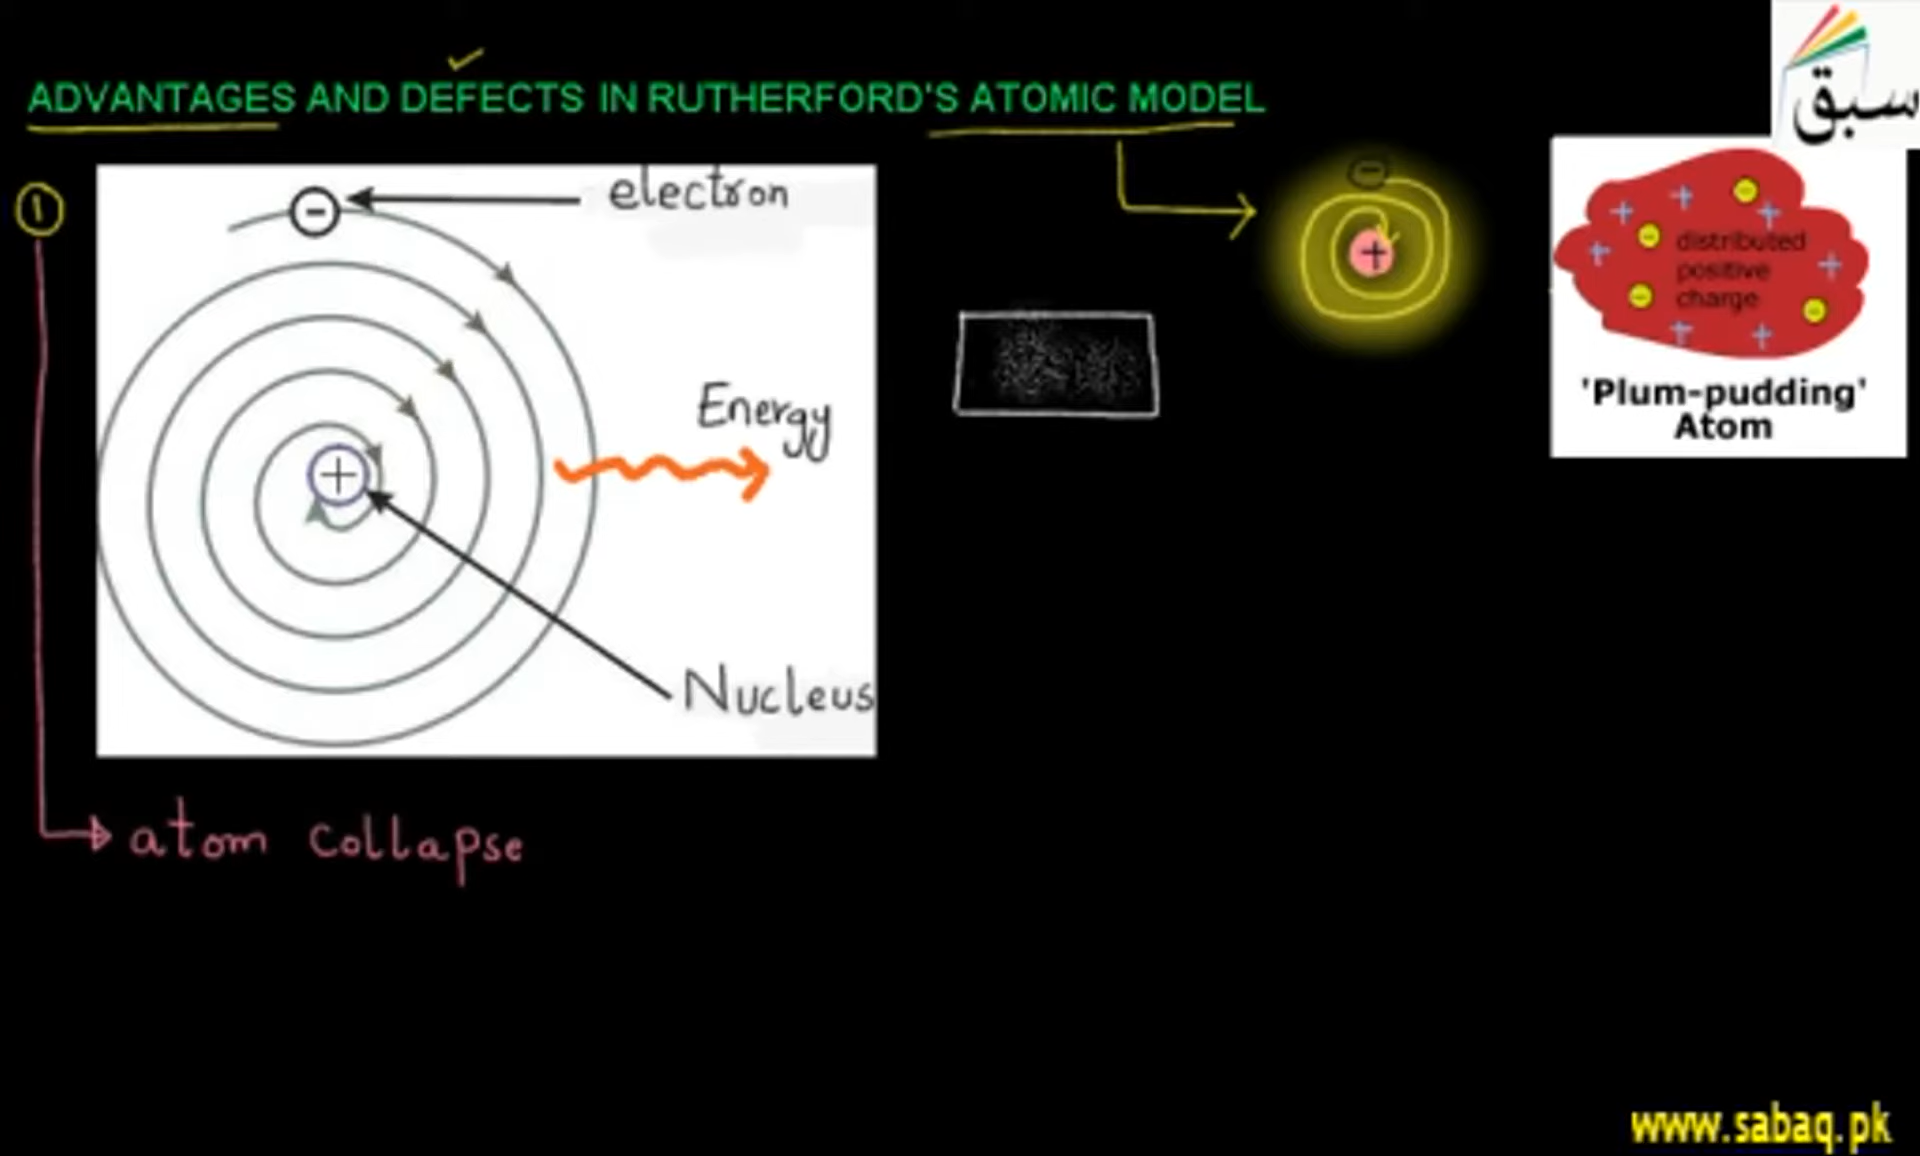 ADVANTAGES AND DEFECTS IN RUTHERFORD'S ATOMIC MODEL
سبق
1
electron
Energy
Nucleus
distributed
positive
charge
'Plum-pudding'
Atom
atom collapse
www.sabaq.pk